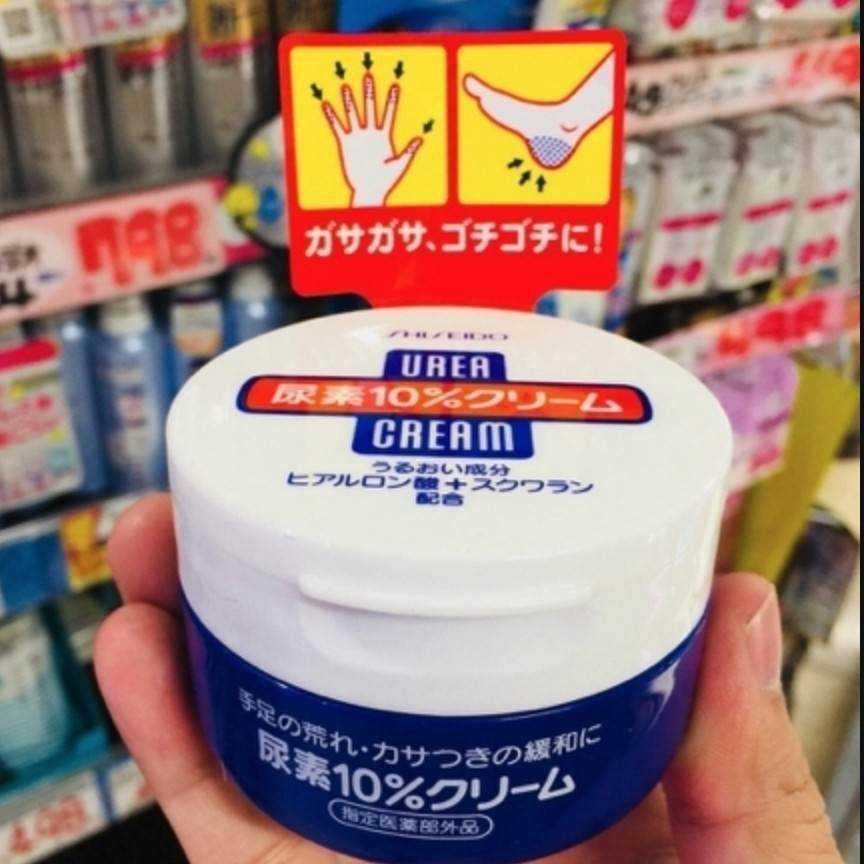 ガサガサ、ゴチゴチに!
SHISEIDO
UREA
尿素10%クリーム
CREAM
うるおい成分
ヒアルロン酸+スクワラン
配合
手足の荒れ・カサつきの緩和に
尿素10%クリーム
指定医薬部外品
798